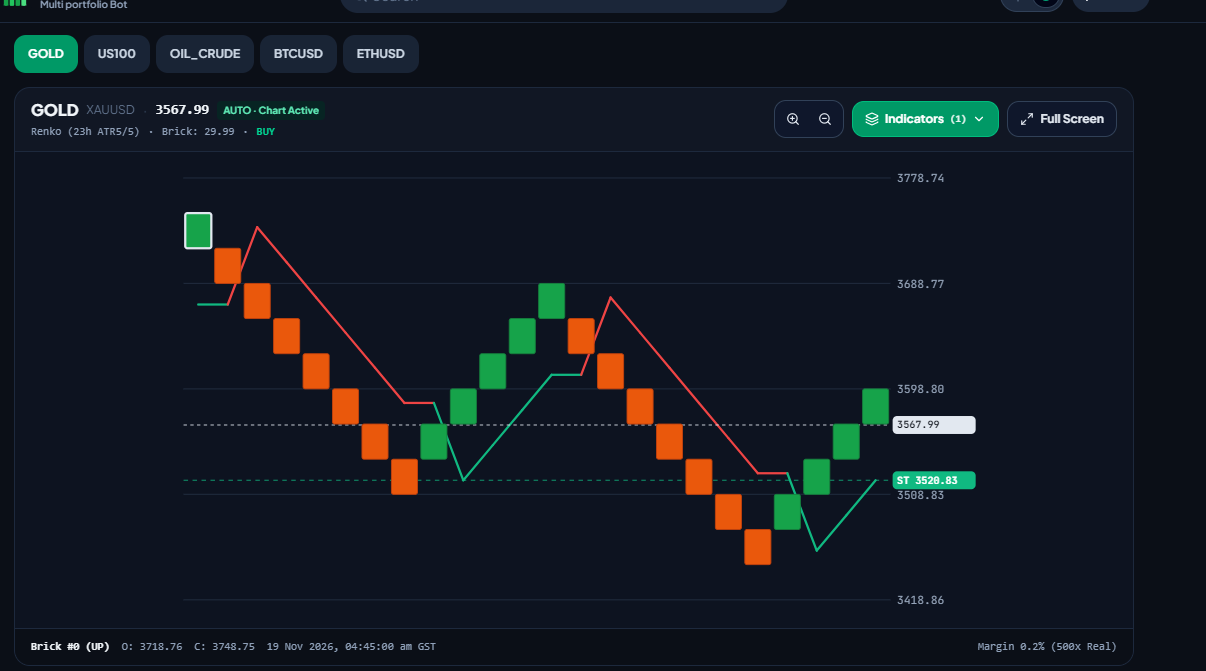 Multi portfolio Bot
GOLD US100 OIL_CRUDE BTCUSD ETHUSD
GOLD XAUUSD · 3567.99 AUTO · Chart Active
Renko (23h ATR5/5) · Brick: 29.99 · BUY
Indicators (1) Full Screen
3778.74
3688.77
3598.80
3567.99
ST 3520.83
3508.83
3418.86
Brick #0 (UP) O: 3718.76 C: 3748.75 19 Nov 2026, 04:45:00 am GST
Margin 0.2% (500x Real)